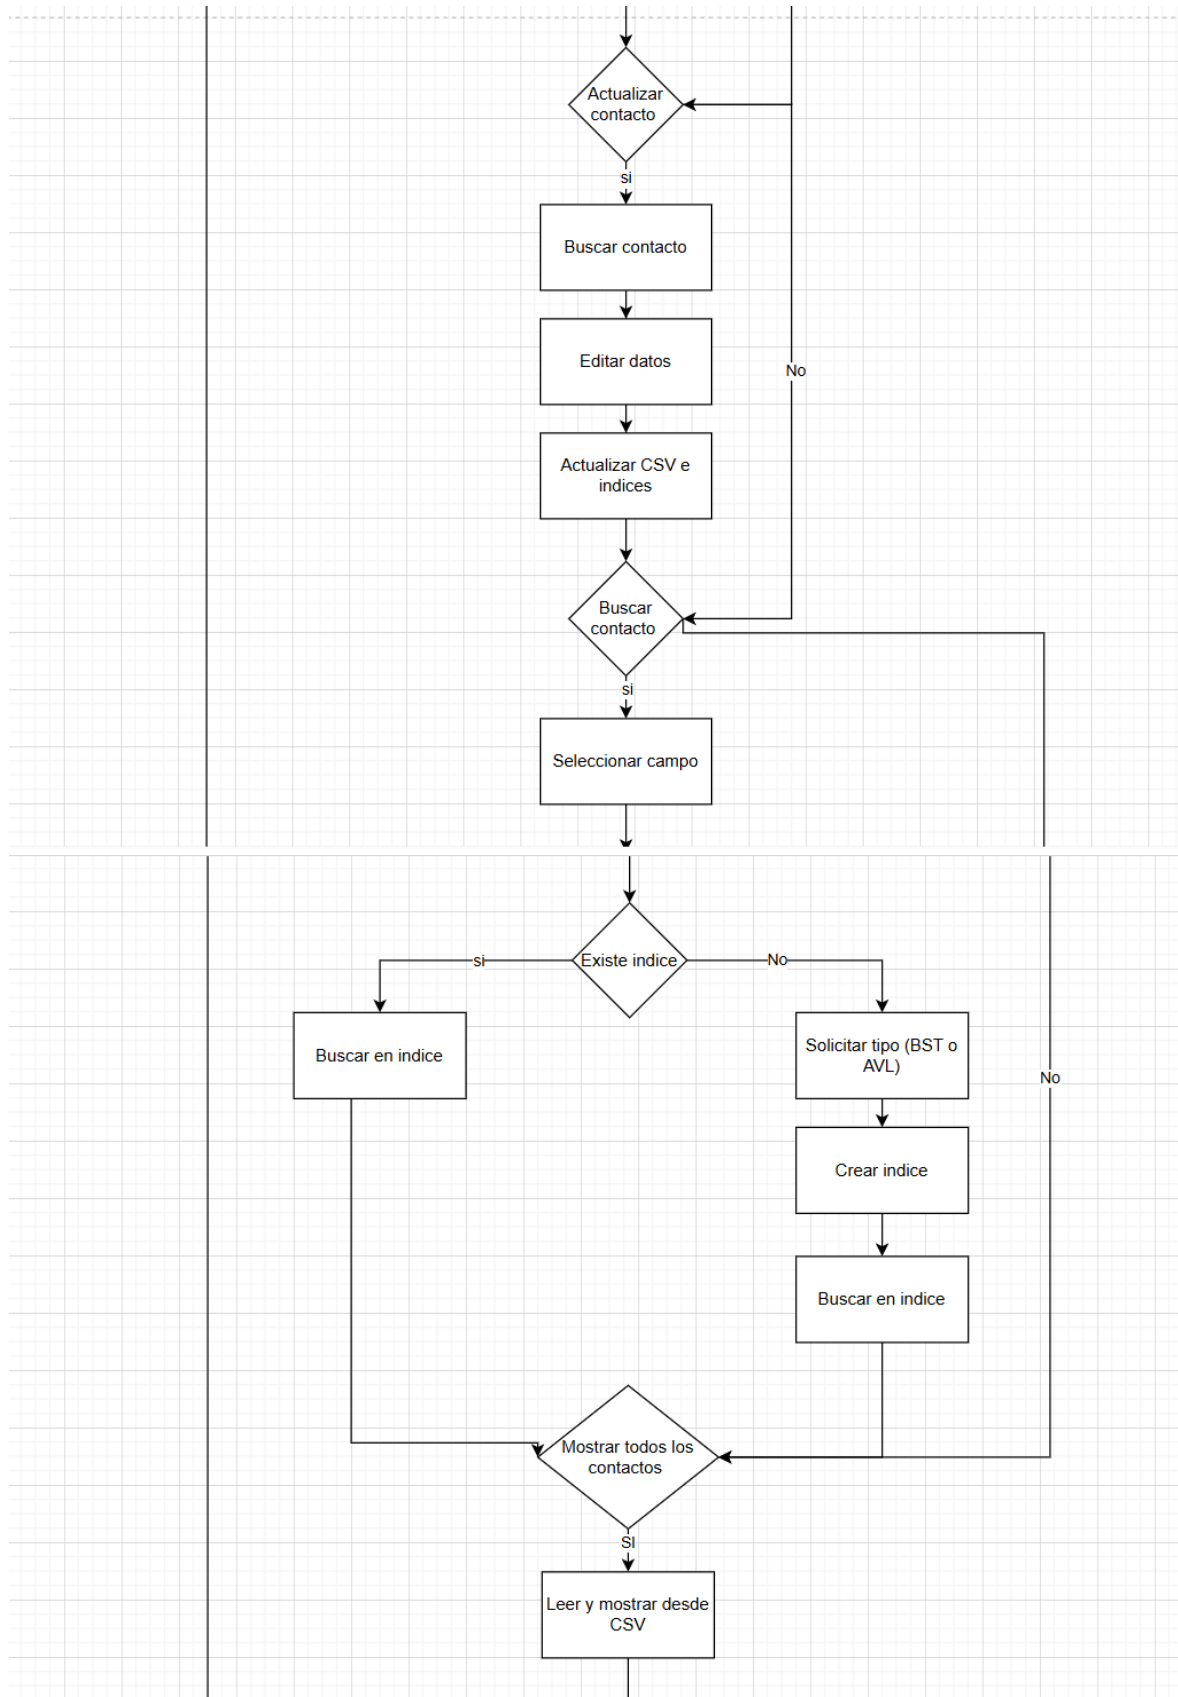 Actualizar
contacto
si
Buscar contacto
Editar datos
No
Actualizar CSV e
indices
Buscar
contacto
si
Seleccionar campo
Existe indice
si
No
Buscar en indice
Solicitar tipo (BST o
AVL)
No
Crear indice
Buscar en indice
Mostrar todos los
contactos
SI
Leer y mostrar desde
CSV